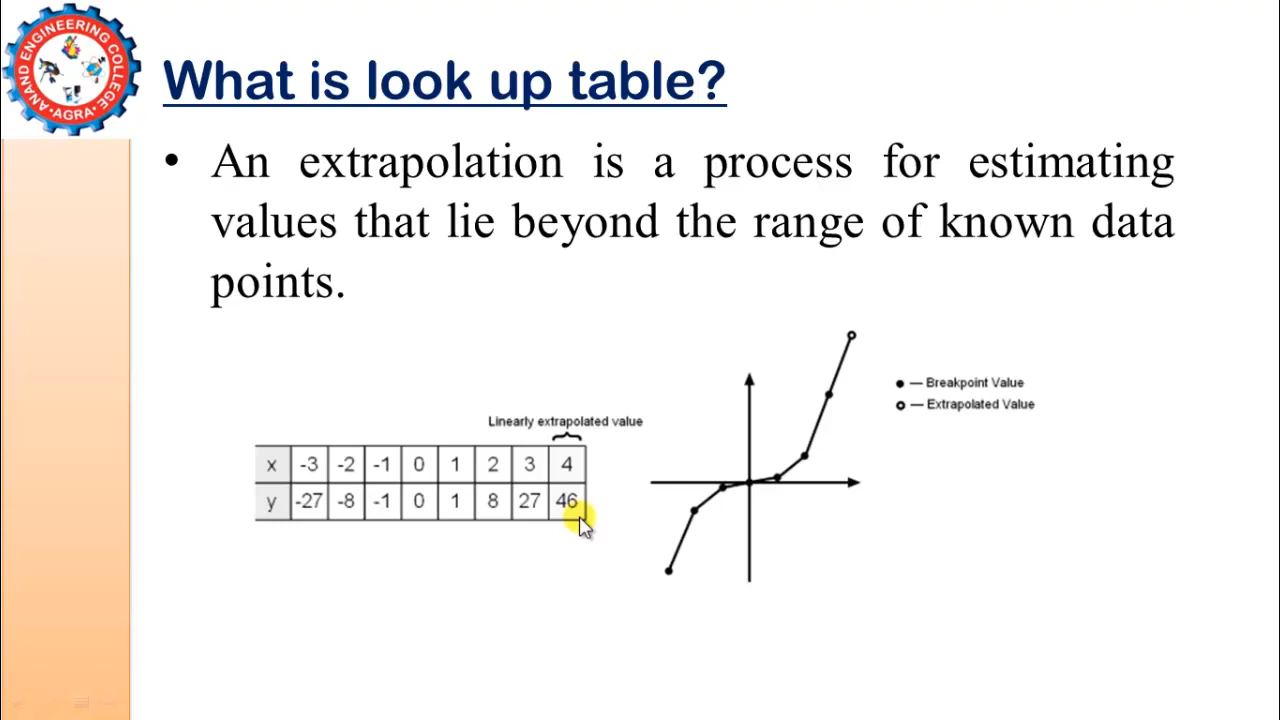 ANAND ENGINEERING COLLEGE
• AGRA •
What is look up table?
• An extrapolation is a process for estimating
values that lie beyond the range of known data
points.
Linearly extrapolated value
x -3 -2 -1 0 1 2 3 4
y -27 -8 -1 0 1 8 27 46
Breakpoint Value
Extrapolated Value